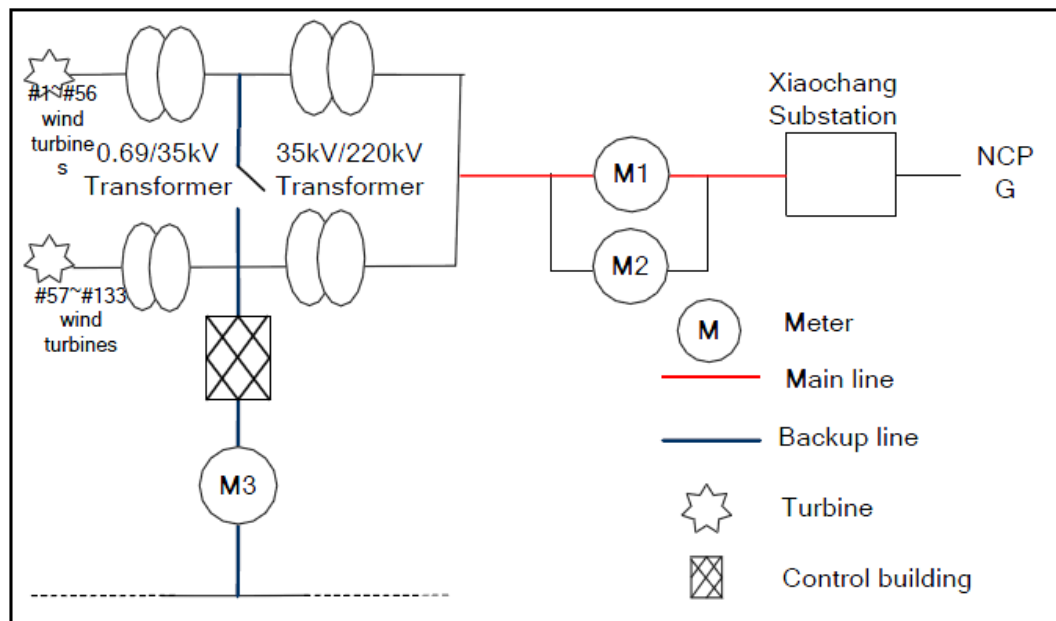 #1~#56
wind
turbine
s
0.69/35kV
Transformer
35kV/220kV
Transformer
#57~#133
wind
turbines
M3
M1
M2
Xiaochang
Substation
NCP
G
M
Meter
Main line
Backup line
Turbine
Control building